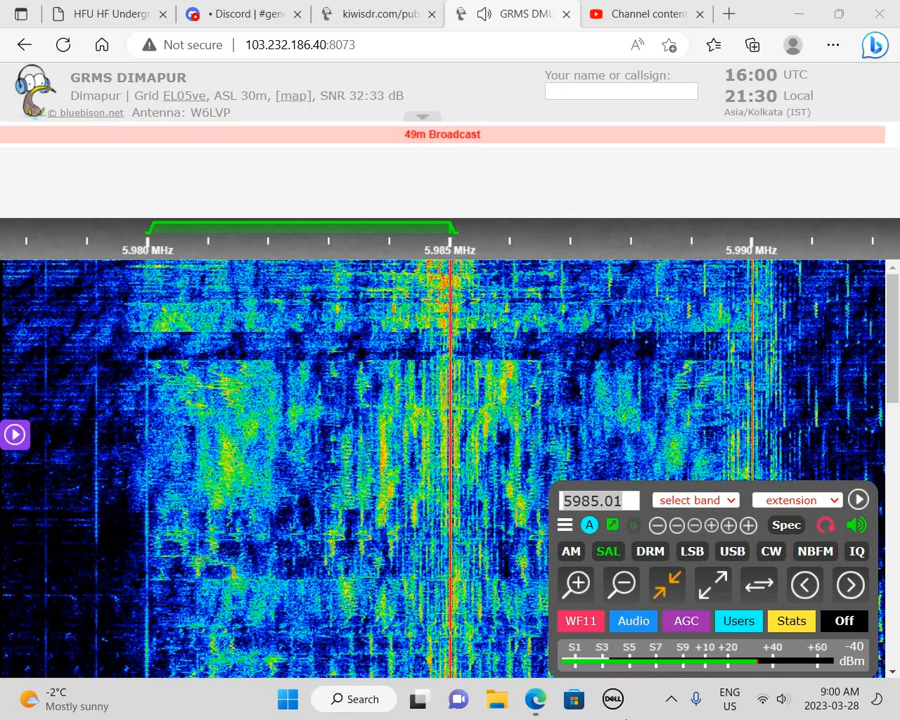 HFU HF Undergr
• Discord | #gene
kiwisdr.com/pub
GRMS DMU
Channel content
Not secure
103.232.186.40:8073
GRMS DIMAPUR
Dimapur | Grid EL05ve, ASL 30m, [map], SNR 32:33 dB
© bluebison.net
Antenna: W6LVP
Your name or callsign:
16:00 UTC
21:30 Local
Asia/Kolkata (IST)
49m Broadcast
5.980 MHz
5.985 MHz
5.990 MHz
5985.01
select band
extension
A
Spec
AM SAL DRM LSB USB CW NBFM IQ
WF11 Audio AGC Users Stats Off
S1 S3 S5 S7 S9 +10 +20 +40 +60 -40
dBm
-2°C
Mostly sunny
Search
DELL
ENG
US
9:00 AM
2023-03-28